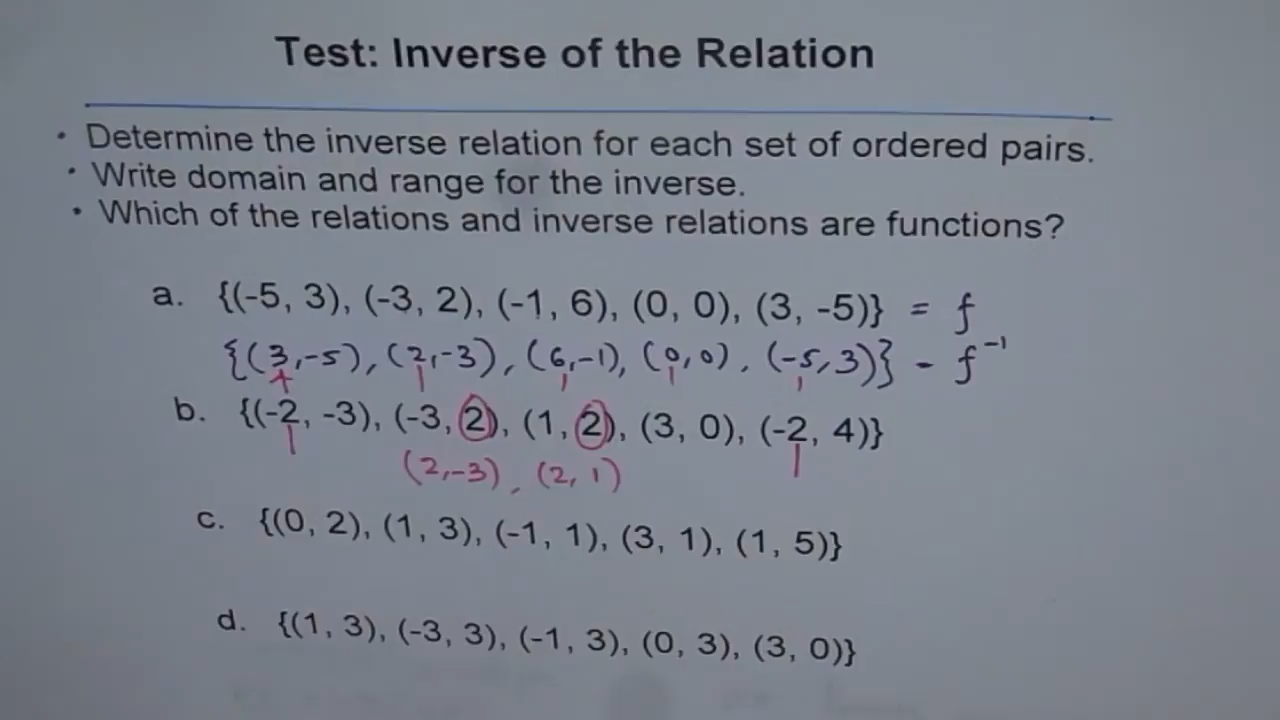 Test: Inverse of the Relation
• Determine the inverse relation for each set of ordered pairs.
• Write domain and range for the inverse.
• Which of the relations and inverse relations are functions?
a. {(-5, 3), (-3, 2), (-1, 6), (0, 0), (3, -5)} = f
{(3,-5), (2,-3), (6,-1), (0,0), (-5,3)} - f⁻¹
b. {(-2, -3), (-3, 2), (1, 2), (3, 0), (-2, 4)}
(2,-3), (2, 1)
c. {(0, 2), (1, 3), (-1, 1), (3, 1), (1, 5)}
d. {(1, 3), (-3, 3), (-1, 3), (0, 3), (3, 0)}